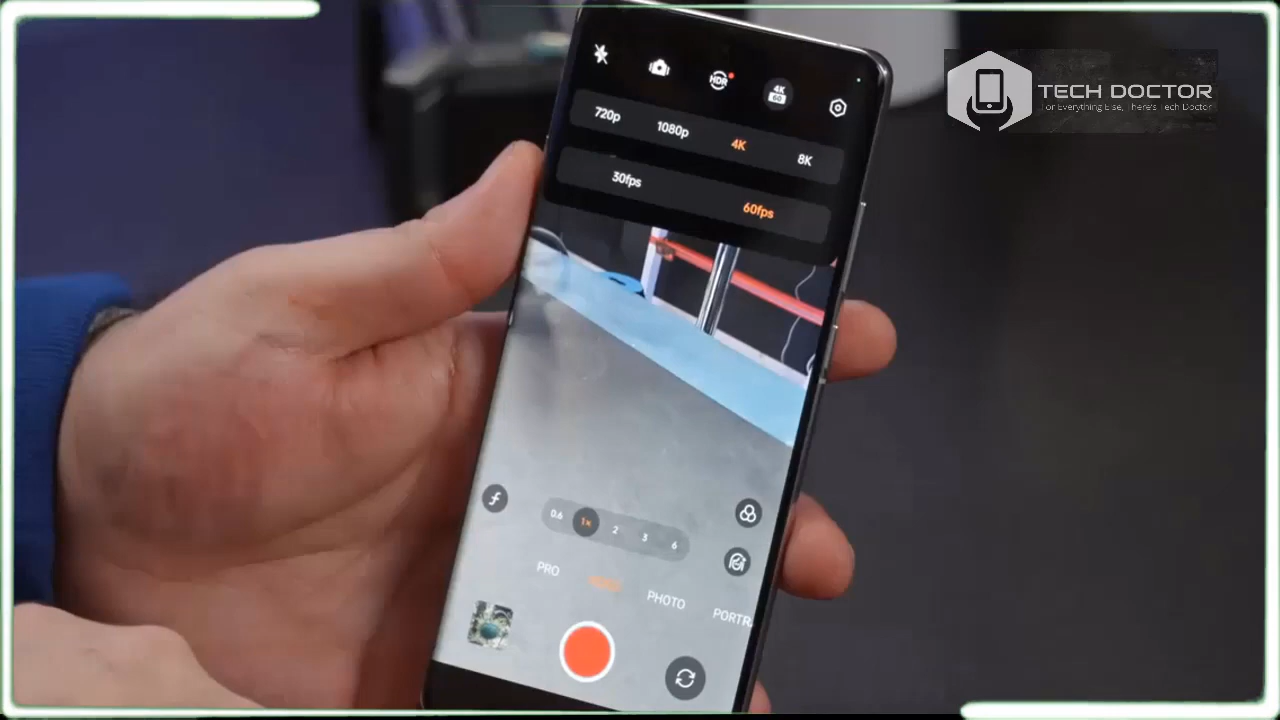 HDR
4K
60
720p 1080p 4K 8K
30fps 60fps
TECH DOCTOR
For Everything Else, There's Tech Doctor
0.6 1x 2 3 6
PRO PHOTO PORTR